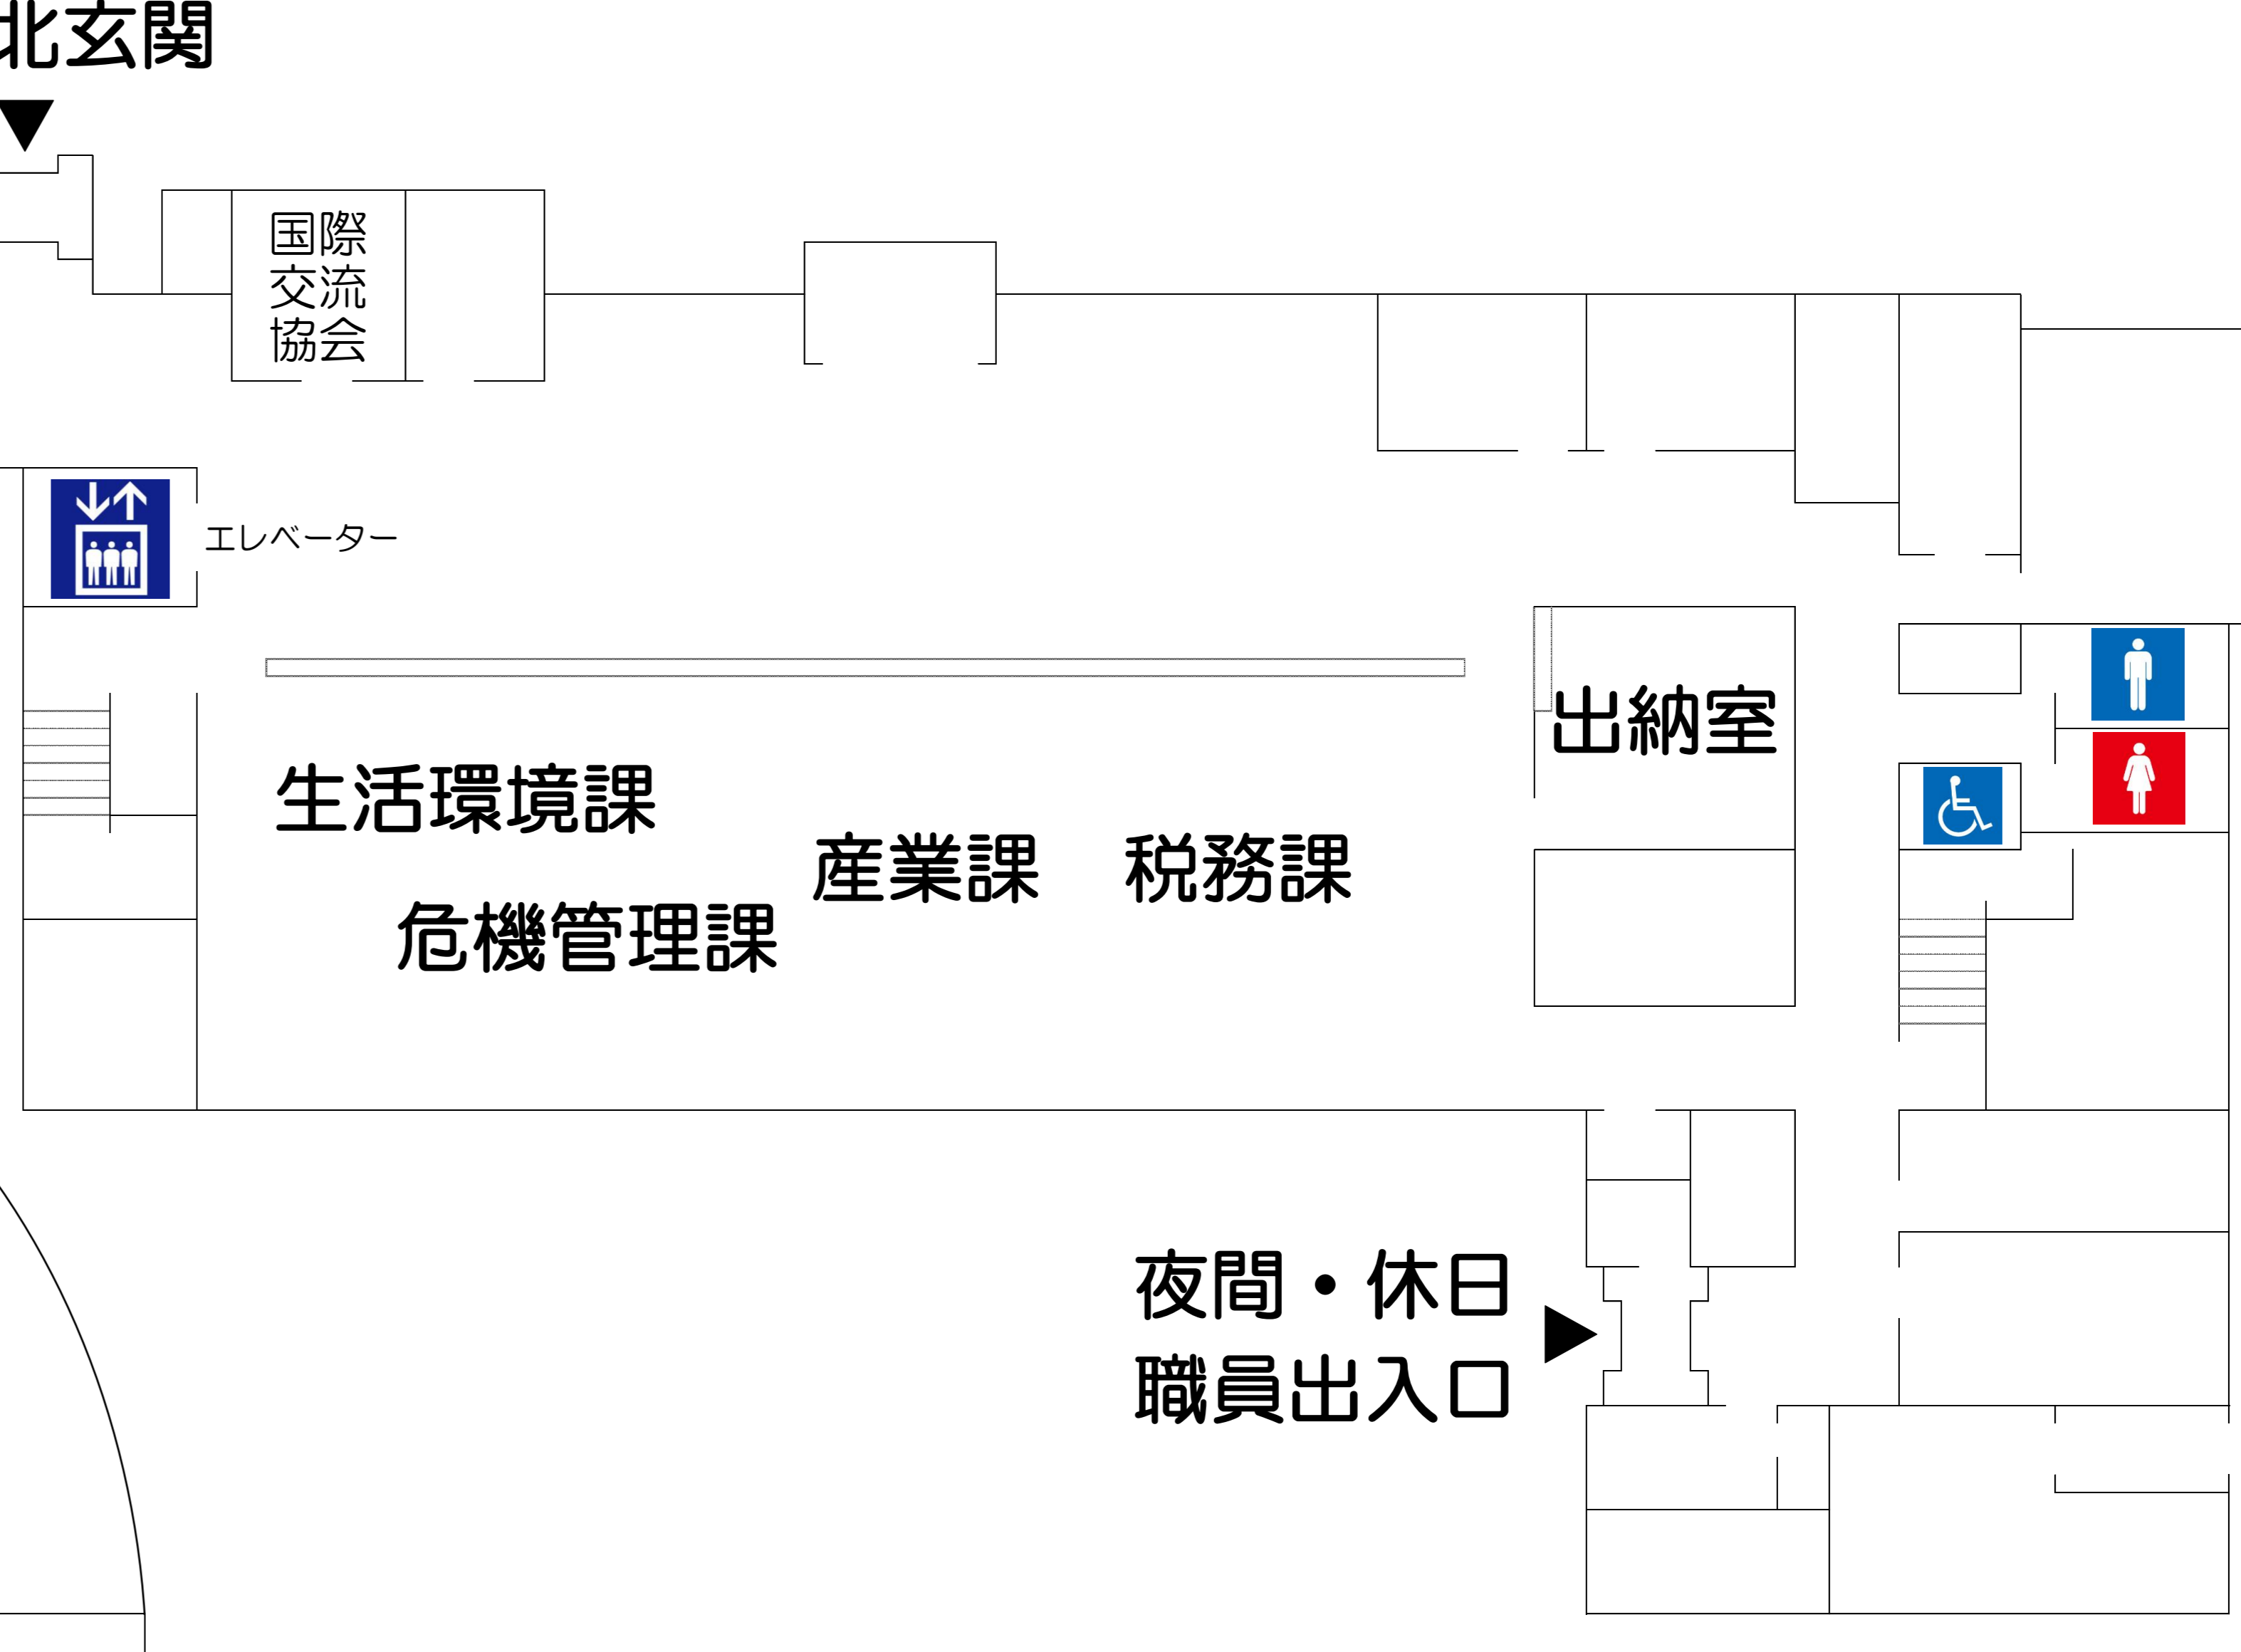 北玄関
国際
交流
協会
エレベーター
出納室
生活環境課
産業課
税務課
危機管理課
夜間・休日
職員出入口